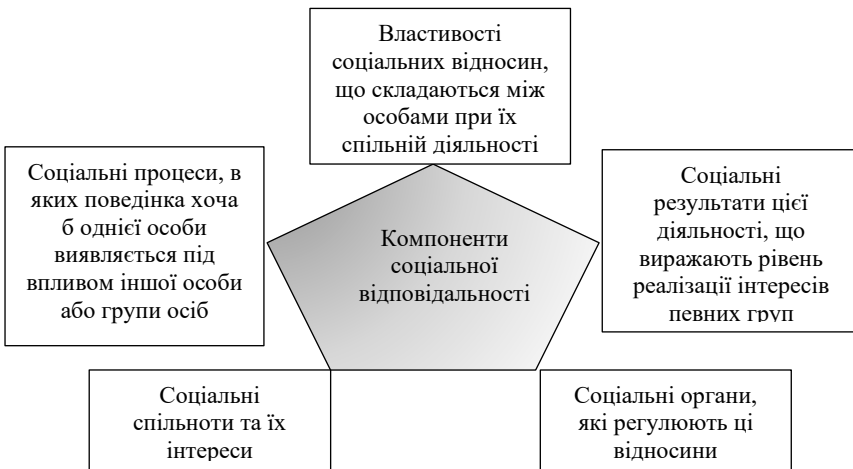 Властивості
соціальних відносин,
що складаються між
особами при їх
спільній діяльності
Соціальні процеси, в
яких поведінка хоча
б однієї особи
виявляється під
впливом іншої особи
або групи осіб
Компоненти
соціальної
відповідальності
Соціальні
результати цієї
діяльності, що
виражають рівень
реалізації інтересів
певних груп
Соціальні
спільноти та їх
інтереси
Соціальні органи,
які регулюють ці
відносини